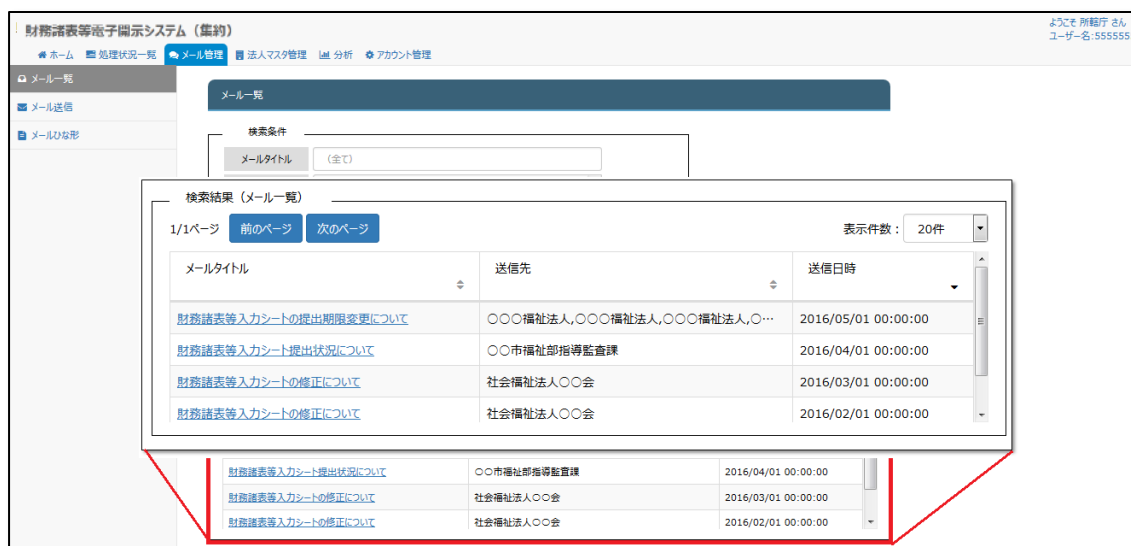 財務諸表等電子開示システム（集約）
ようこそ 所轄庁 さん
ユーザー名:555555
ホーム 処理状況一覧 メール管理 法人マスタ管理 分析 アカウント管理
メール一覧
メール送信
メールひな形
メール一覧
検索条件
メールタイトル （全て）
検索結果（メール一覧）
1/1ページ 前のページ 次のページ 表示件数： 20件
メールタイトル 送信先 送信日時
財務諸表等入力シートの提出期限変更について 〇〇〇福祉法人,〇〇〇福祉法人,〇〇〇福祉法人,〇… 2016/05/01 00:00:00
財務諸表等入力シート提出状況について 〇〇市福祉部指導監査課 2016/04/01 00:00:00
財務諸表等入力シートの修正について 社会福祉法人〇〇会 2016/03/01 00:00:00
財務諸表等入力シートの修正について 社会福祉法人〇〇会 2016/02/01 00:00:00
財務諸表等入力シート提出状況について 〇〇市福祉部指導監査課 2016/04/01 00:00:00
財務諸表等入力シートの修正について 社会福祉法人〇〇会 2016/03/01 00:00:00
財務諸表等入力シートの修正について 社会福祉法人〇〇会 2016/02/01 00:00:00